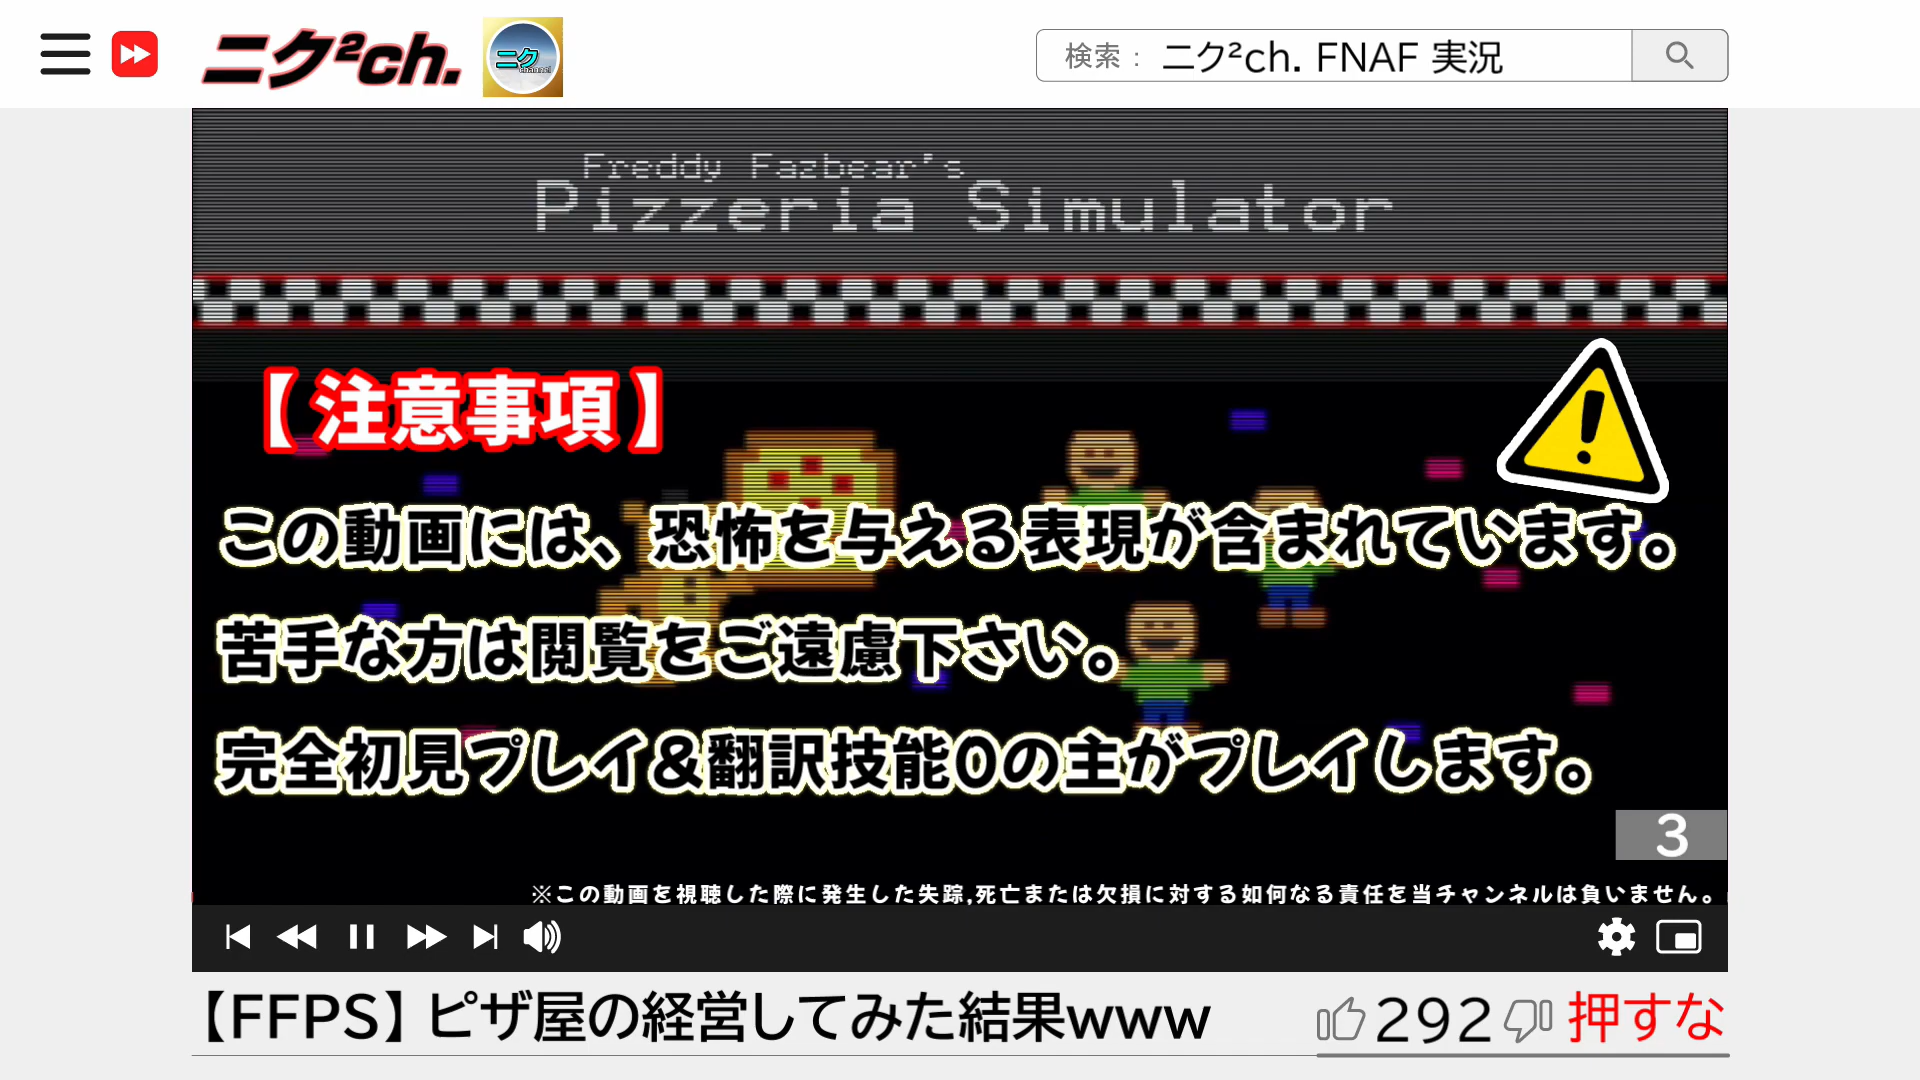 ニク²ch.
ニク
channel
検索： ニク²ch. FNAF 実況
Freddy Fazbear's
Pizzeria Simulator
【注意事項】
この動画には、恐怖を与える表現が含まれています。
苦手な方は閲覧をご遠慮下さい。
完全初見プレイ&翻訳技能0の主がプレイします。
3
※この動画を視聴した際に発生した失踪,死亡または欠損に対する如何なる責任を当チャンネルは負いません。
【FFPS】ピザ屋の経営してみた結果www
292 押すな